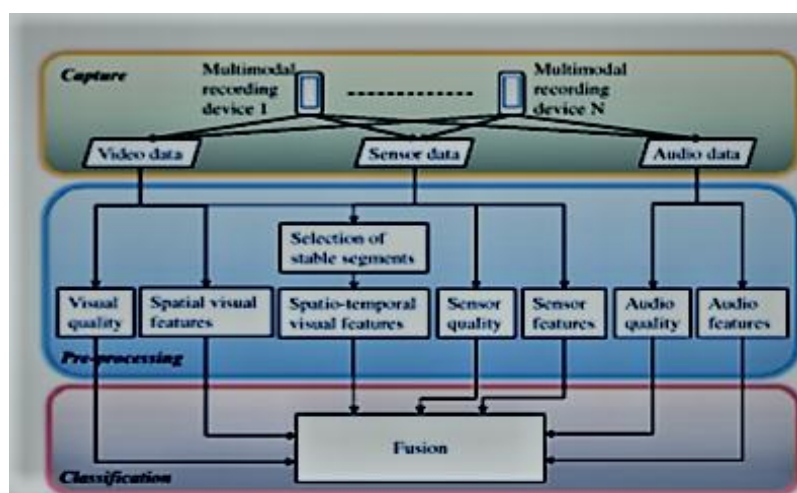 Capture
Multimodal
recording
device 1
Multimodal
recording
device N
Video data
Sensor data
Audio data
Selection of
stable segments
Visual
quality
Spatial visual
features
Spatio-temporal
visual features
Sensor
quality
Sensor
features
Audio
quality
Audio
features
Pre-processing
Fusion
Classification